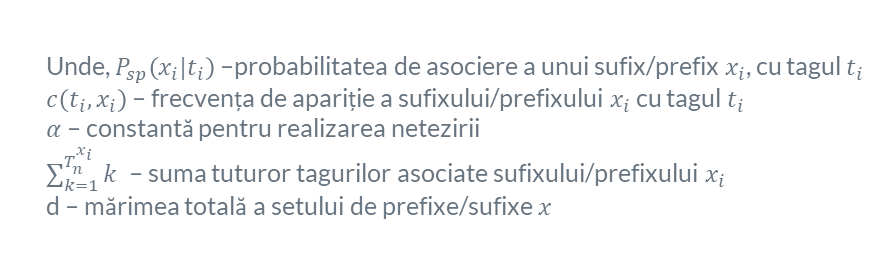 Unde, P_sp(x_i|t_i) –probabilitatea de asociere a unui sufix/prefix x_i, cu tagul t_i
c(t_i, x_i) – frecvența de apariție a sufixului/prefixului x_i cu tagul t_i
α – constantă pentru realizarea netezirii
∑_{k=1}^{T_n^{x_i}} k – suma tuturor tagurilor asociate sufixului/prefixului x_i
d – mărimea totală a setului de prefixe/sufixe x